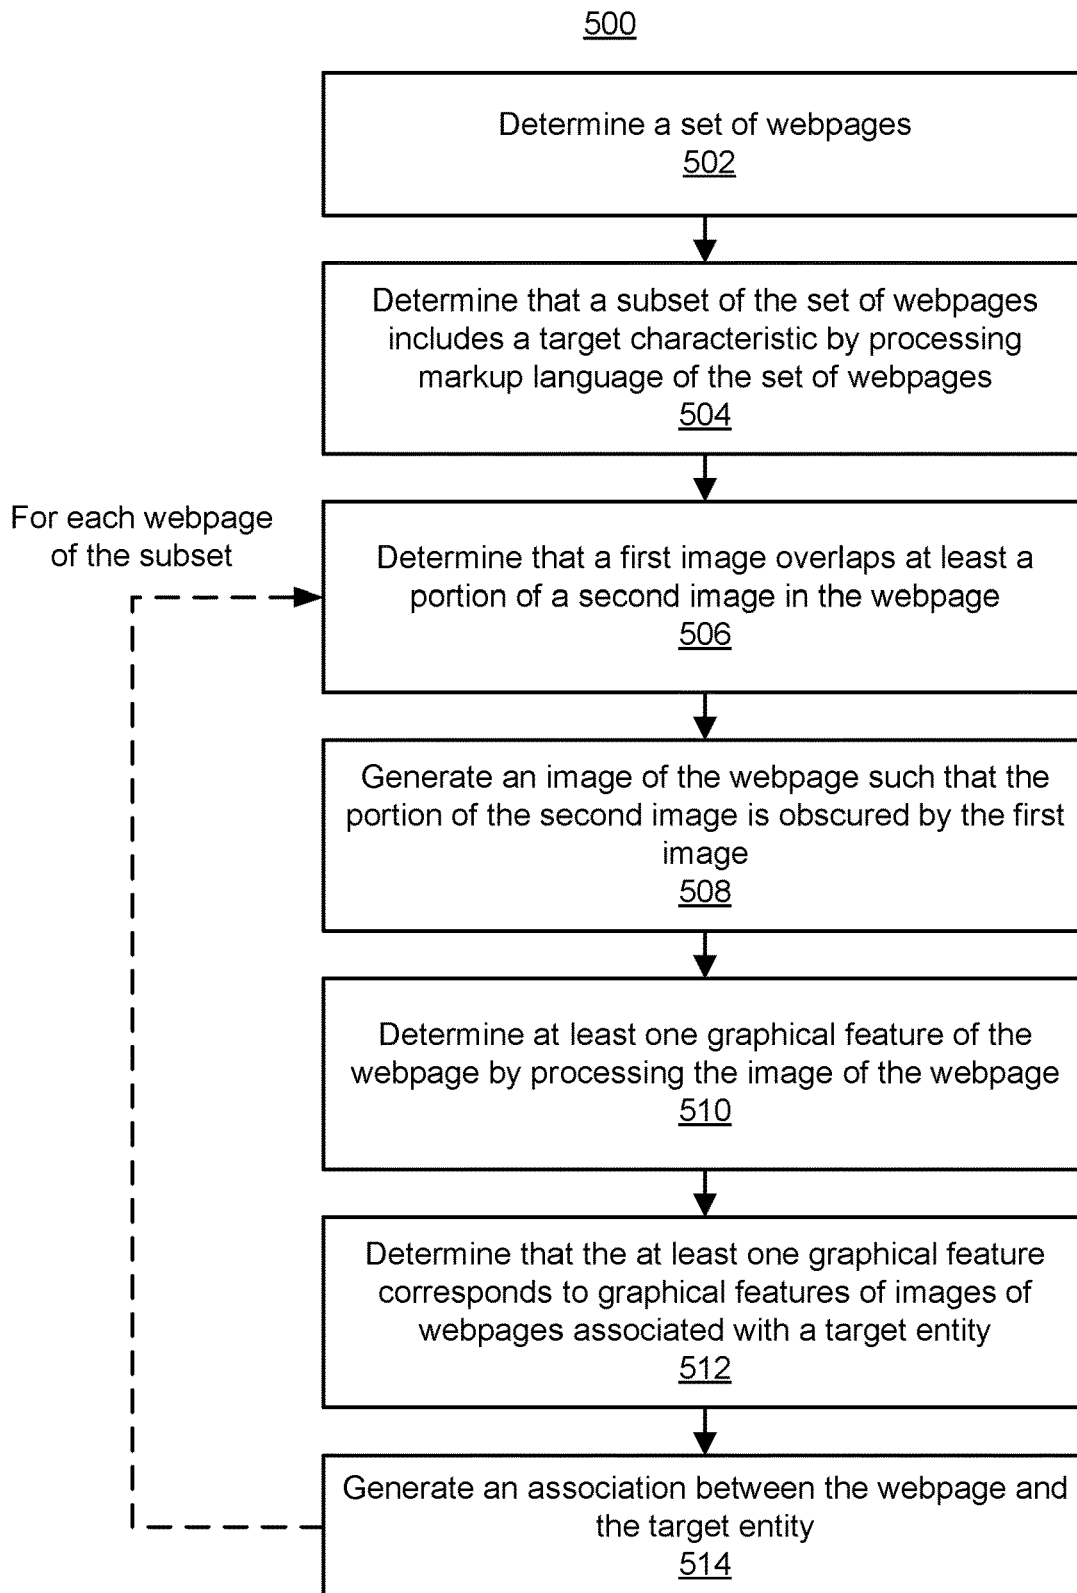 500
Determine a set of webpages
502
Determine that a subset of the set of webpages
includes a target characteristic by processing
markup language of the set of webpages
504
For each webpage
of the subset
Determine that a first image overlaps at least a
portion of a second image in the webpage
506
Generate an image of the webpage such that the
portion of the second image is obscured by the first
image
508
Determine at least one graphical feature of the
webpage by processing the image of the webpage
510
Determine that the at least one graphical feature
corresponds to graphical features of images of
webpages associated with a target entity
512
Generate an association between the webpage and
the target entity
514